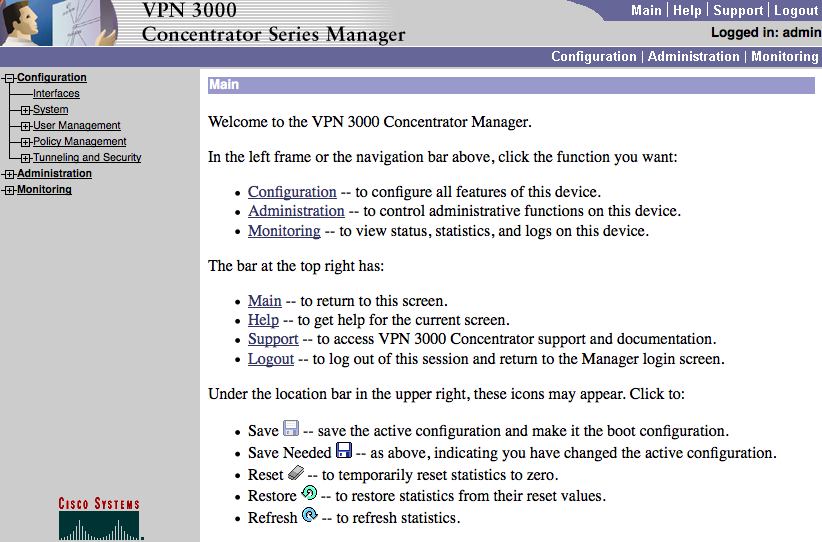 VPN 3000
Concentrator Series Manager
Main | Help | Support | Logout
Logged in: admin
Configuration | Administration | Monitoring
Configuration
Interfaces
System
User Management
Policy Management
Tunneling and Security
Administration
Monitoring
Main
Welcome to the VPN 3000 Concentrator Manager.
In the left frame or the navigation bar above, click the function you want:
• Configuration -- to configure all features of this device.
• Administration -- to control administrative functions on this device.
• Monitoring -- to view status, statistics, and logs on this device.
The bar at the top right has:
• Main -- to return to this screen.
• Help -- to get help for the current screen.
• Support -- to access VPN 3000 Concentrator support and documentation.
• Logout -- to log out of this session and return to the Manager login screen.
Under the location bar in the upper right, these icons may appear. Click to:
• Save -- save the active configuration and make it the boot configuration.
• Save Needed -- as above, indicating you have changed the active configuration.
• Reset -- to temporarily reset statistics to zero.
• Restore -- to restore statistics from their reset values.
• Refresh -- to refresh statistics.
CISCO SYSTEMS